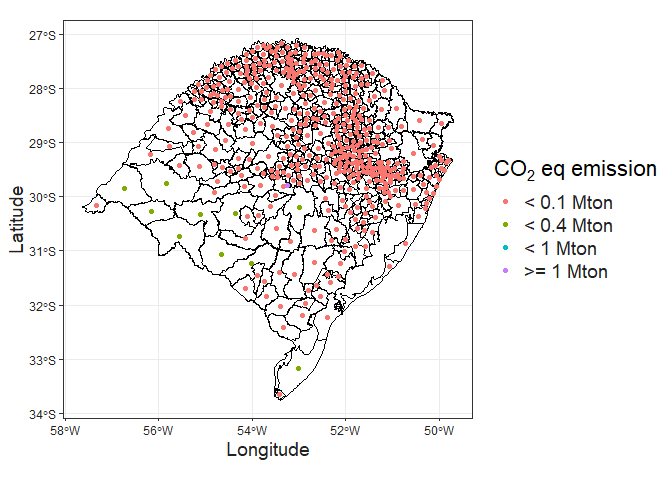 27°S
28°S
29°S
30°S
31°S
32°S
33°S
34°S
Latitude
58°W 56°W 54°W 52°W 50°W
Longitude
CO₂ eq emission
< 0.1 Mton
< 0.4 Mton
< 1 Mton
>= 1 Mton